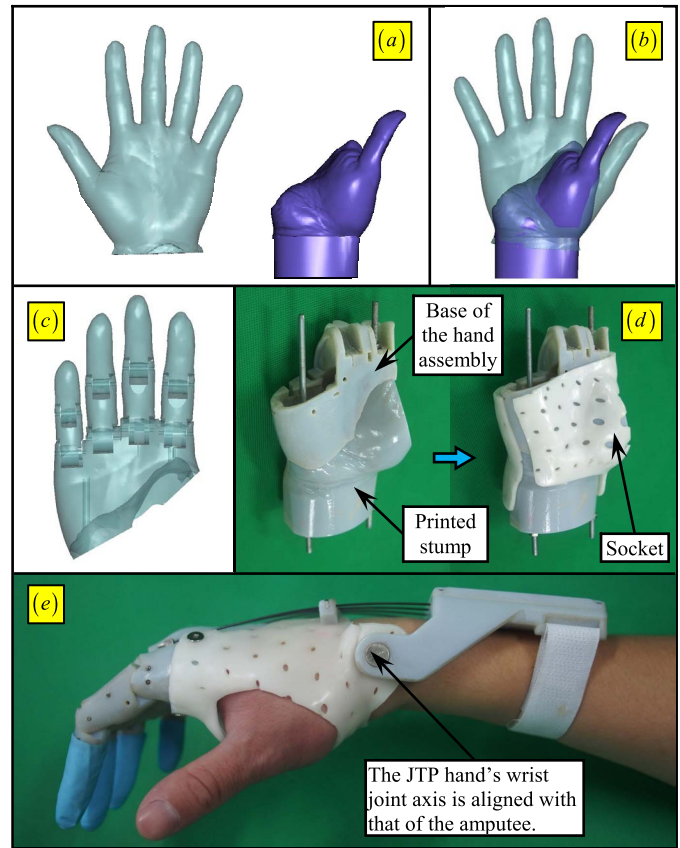 (a)
(b)
(c)
Base of
the hand
assembly
(d)
Printed
stump
Socket
(e)
The JTP hand's wrist
joint axis is aligned with
that of the amputee.